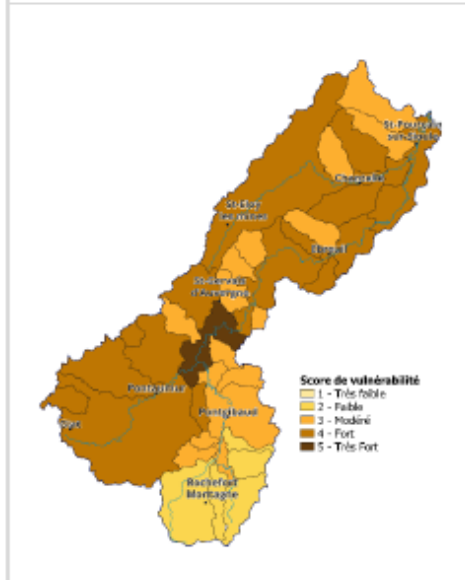 St-Pourçain
sur-Sioule
Chantelle
St-Eloy
les-mines
Ebreuil
St-Gervais
d'Auvergne
Pontaumur
Pontgibaud
Rochefort
Montagne
Score de vulnérabilité
1 - Très faible
2 - Faible
3 - Modéré
4 - Fort
5 - Très Fort